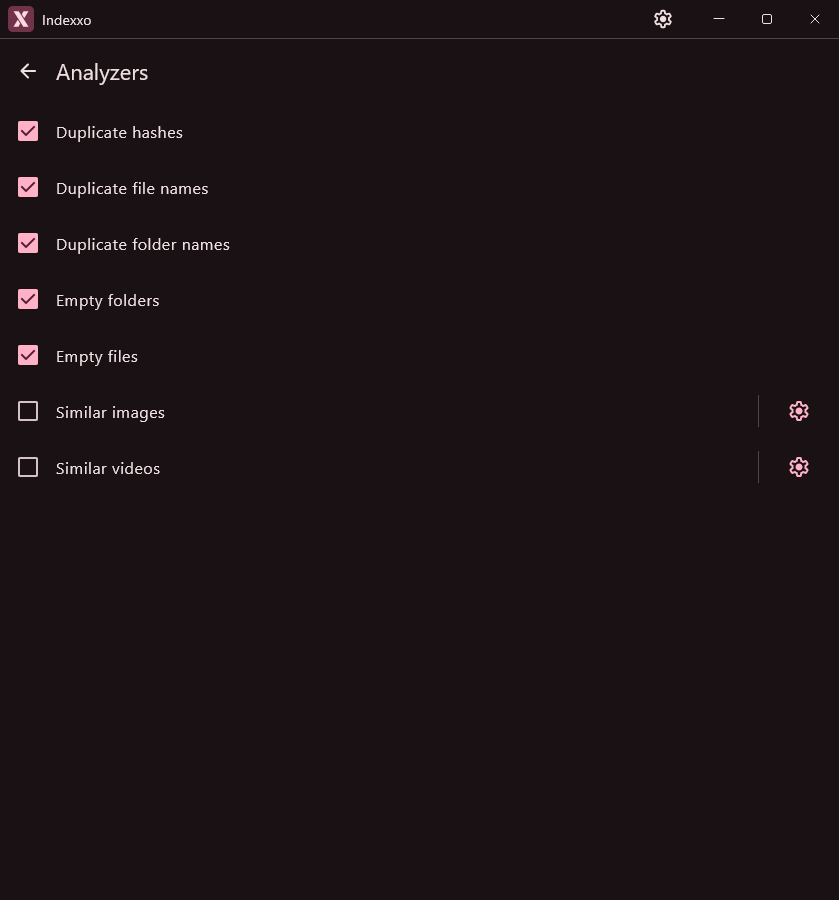 Indexxo
Analyzers
Duplicate hashes
Duplicate file names
Duplicate folder names
Empty folders
Empty files
Similar images
Similar videos